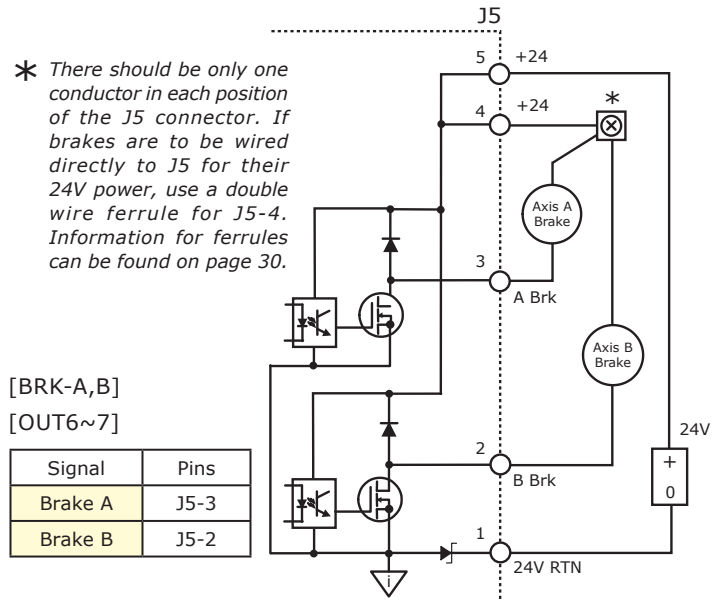 J5
* There should be only one
conductor in each position
of the J5 connector. If
brakes are to be wired
directly to J5 for their
24V power, use a double
wire ferrule for J5-4.
Information for ferrules
can be found on page 30.
5
+24
4
+24
*
Axis A
Brake
3
A Brk
Axis B
Brake
[BRK-A,B]
[OUT6~7]
Signal Pins
Brake A J5-3
Brake B J5-2
2
B Brk
24V
+
0
1
24V RTN
i